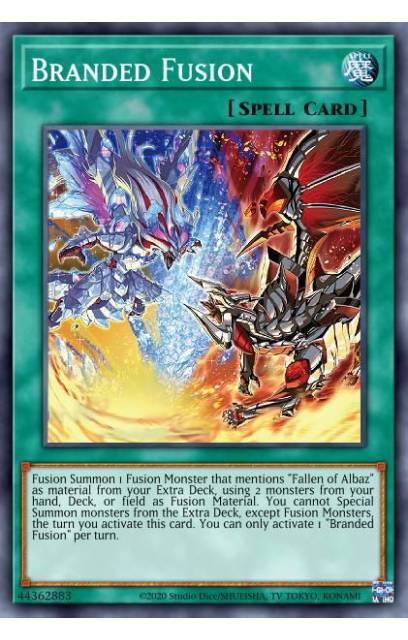 BRANDED FUSION
[SPELL CARD]
Fusion Summon 1 Fusion Monster that mentions "Fallen of Albaz"
as material from your Extra Deck, using 2 monsters from your
hand, Deck, or field as Fusion Material. You cannot Special
Summon monsters from the Extra Deck, except Fusion Monsters,
the turn you activate this card. You can only activate 1 "Branded
Fusion" per turn.
44362883
©2020 Studio Dice/SHUEISHA, TV TOKYO, KONAMI